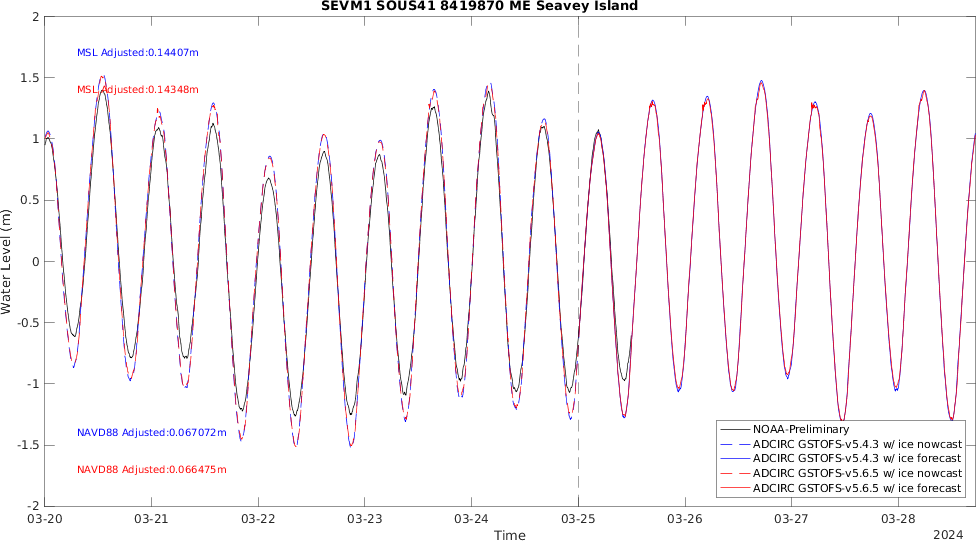 SEVM1 SOUS41 8419870 ME Seavey Island
2
1.5
1
0.5
0
-0.5
-1
-1.5
-2
Water Level (m)
MSL Adjusted:0.14407m
MSL Adjusted:0.14348m
NAVD88 Adjusted:0.067072m
NAVD88 Adjusted:0.066475m
NOAA-Preliminary
ADCIRC GSTOFS-v5.4.3 w/ ice nowcast
ADCIRC GSTOFS-v5.4.3 w/ ice forecast
ADCIRC GSTOFS-v5.6.5 w/ ice nowcast
ADCIRC GSTOFS-v5.6.5 w/ ice forecast
03-20 03-21 03-22 03-23 03-24 03-25 03-26 03-27 03-28
Time
2024